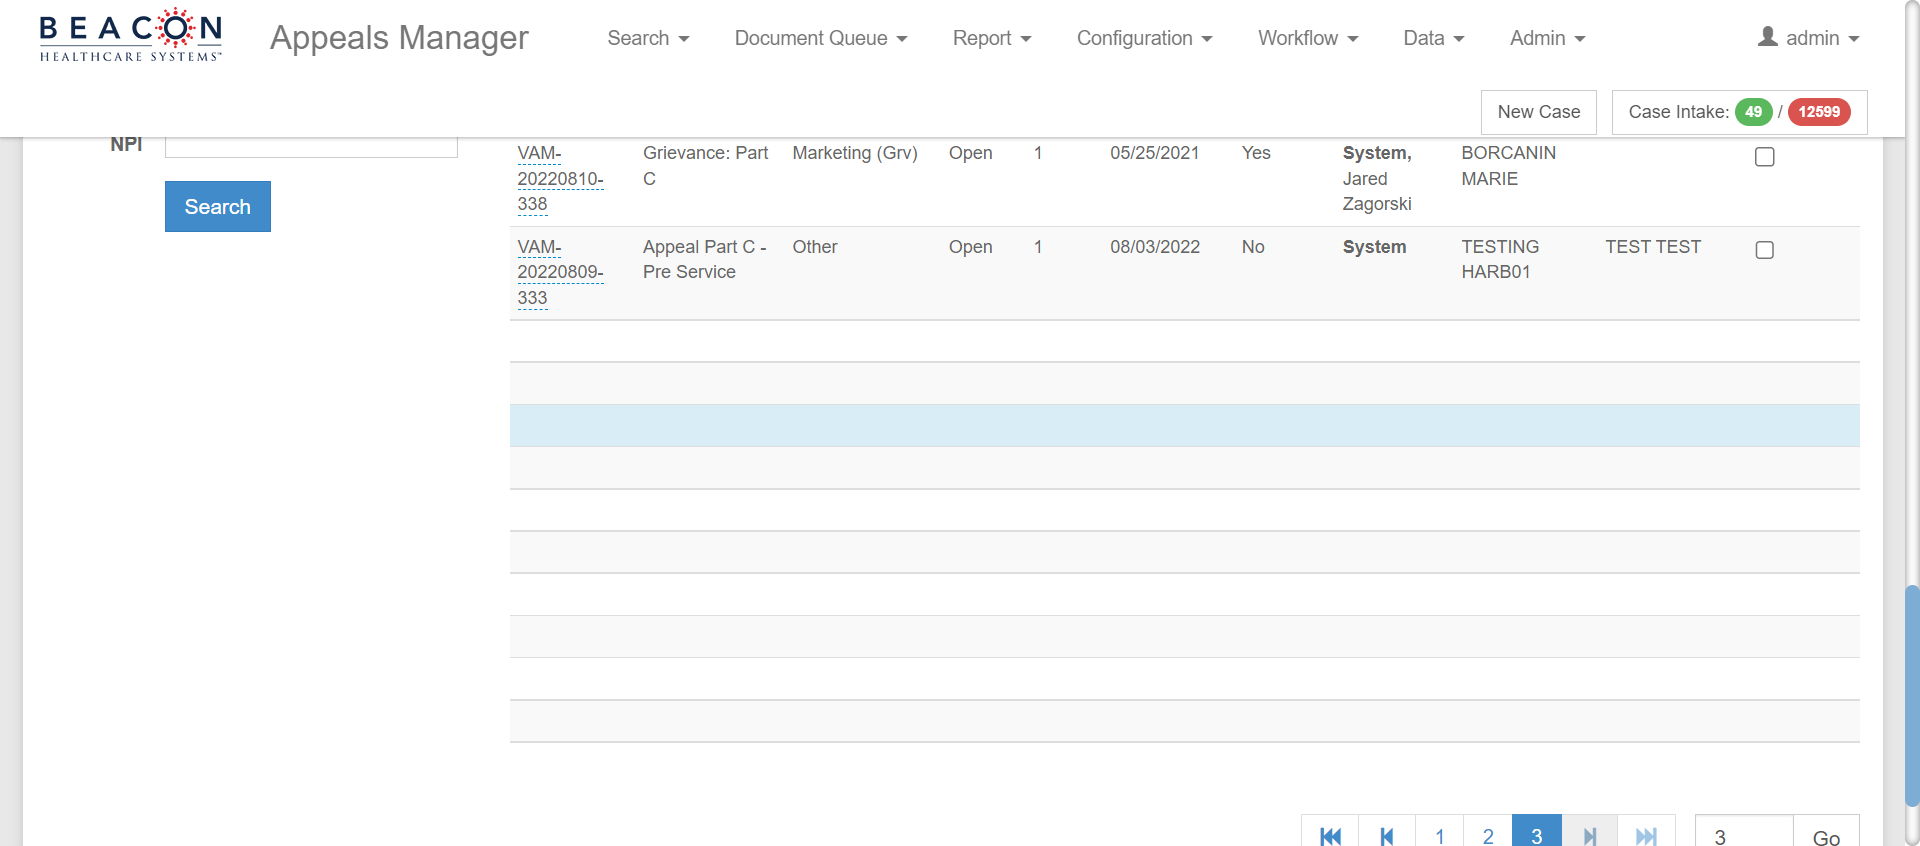 BEACON
HEALTHCARE SYSTEMS™
Appeals Manager
Search
Document Queue
Report
Configuration
Workflow
Data
Admin
admin
New Case
Case Intake: 49 / 12599
NPI
Search
VAM-
20220810-
338
Grievance: Part
C
Marketing (Grv)
Open
1
05/25/2021
Yes
System,
Jared
Zagorski
BORCANIN
MARIE
VAM-
20220809-
333
Appeal Part C -
Pre Service
Other
Open
1
08/03/2022
No
System
TESTING
HARB01
TEST TEST
1
2
3
3
Go